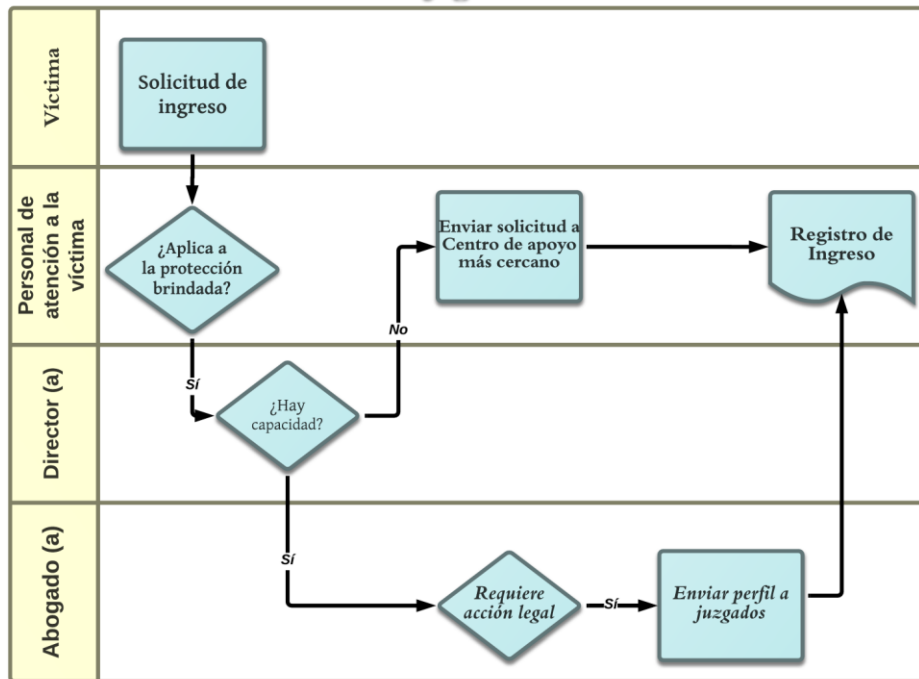 Víctima
Solicitud de
ingreso
Personal de
atención a la
víctima
¿Aplica a
la protección
brindada?
Enviar solicitud a
Centro de apoyo
más cercano
Registro de
Ingreso
No
Sí
Director (a)
¿Hay
capacidad?
Sí
Abogado (a)
Requiere
acción legal
Sí
Enviar perfil a
juzgados